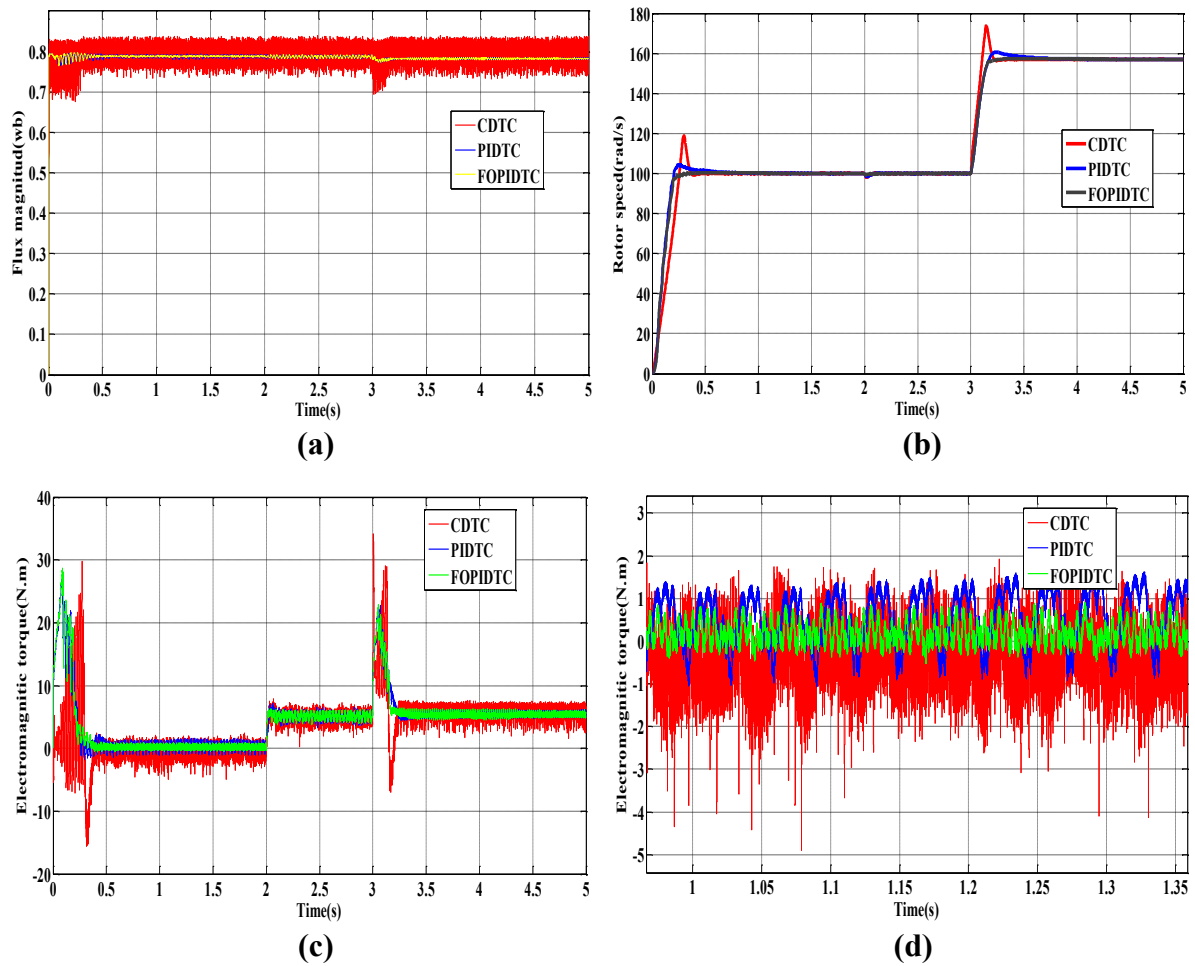 0.8
0.7
0.6
0.5
0.4
0.3
0.2
0.1
0
Flux magnitud(wb)
CDTC
PIDTC
FOPIDTC
0 0.5 1 1.5 2 2.5 3 3.5 4 4.5 5
Time(s)
(a)
180
160
140
120
100
80
60
40
20
0
Rotor speed(rad/s)
CDTC
PIDTC
FOPIDTC
0 0.5 1 1.5 2 2.5 3 3.5 4 4.5 5
Time(s)
(b)
40
30
20
10
0
-10
-20
Electromagnitic torque(N.m)
CDTC
PIDTC
FOPIDTC
0 0.5 1 1.5 2 2.5 3 3.5 4 4.5 5
Time(s)
(c)
3
2
1
0
-1
-2
-3
-4
-5
Electromagnitic torque(N.m)
CDTC
PIDTC
FOPIDTC
1 1.05 1.1 1.15 1.2 1.25 1.3 1.35
Time(s)
(d)